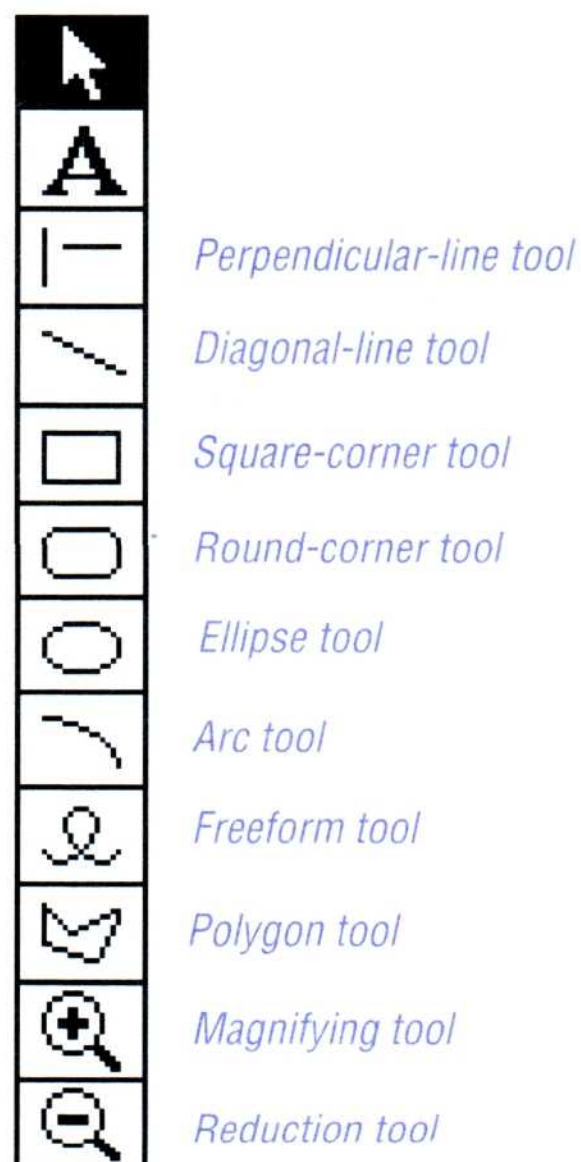 A
Perpendicular-line tool
Diagonal-line tool
Square-corner tool
Round-corner tool
Ellipse tool
Arc tool
Freeform tool
Polygon tool
Magnifying tool
Reduction tool